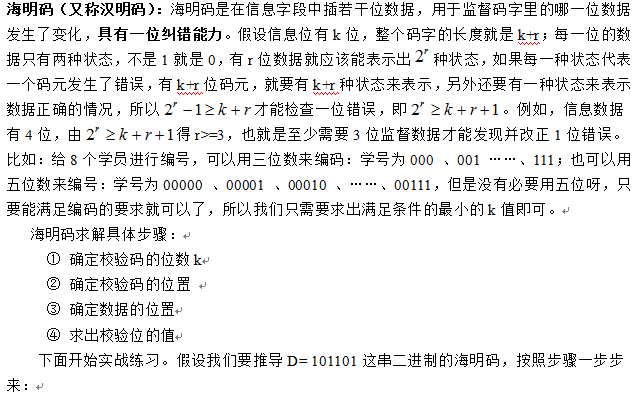 海明码（又称汉明码）：海明码是在信息字段中插若干位数据，用于监督码字里的哪一位数据
发生了变化，具有一位纠错能力。假设信息位有 k 位，整个码字的长度就是 k+r；每一位的数
据只有两种状态，不是 1 就是 0，有 r 位数据就应该能表示出 2^r 种状态，如果每一种状态代表
一个码元发生了错误，有 k+r 位码元，就要有 k+r 种状态来表示，另外还要有一种状态来表示
数据正确的情况，所以 2^r −1 ≥ k + r 才能检查一位错误，即 2^r ≥ k + r +1。例如，信息数据
有 4 位，由 2^r ≥ k + r +1 得 r>=3，也就是至少需要 3 位监督数据才能发现并改正 1 位错误。
比如：给 8 个学员进行编号，可以用三位数来编码：学号为 000 、001 ……、111；也可以用
五位数来编号：学号为 00000 、00001 、00010 、……、00111，但是没有必要用五位呀，只
要能满足编码的要求就可以了，所以我们只需要求出满足条件的最小的 k 值即可。
海明码求解具体步骤：
① 确定校验码的位数 k
② 确定校验码的位置
③ 确定数据的位置
④ 求出校验位的值
下面开始实战练习。假设我们要推导 D= 101101 这串二进制的海明码，按照步骤一步步
来：